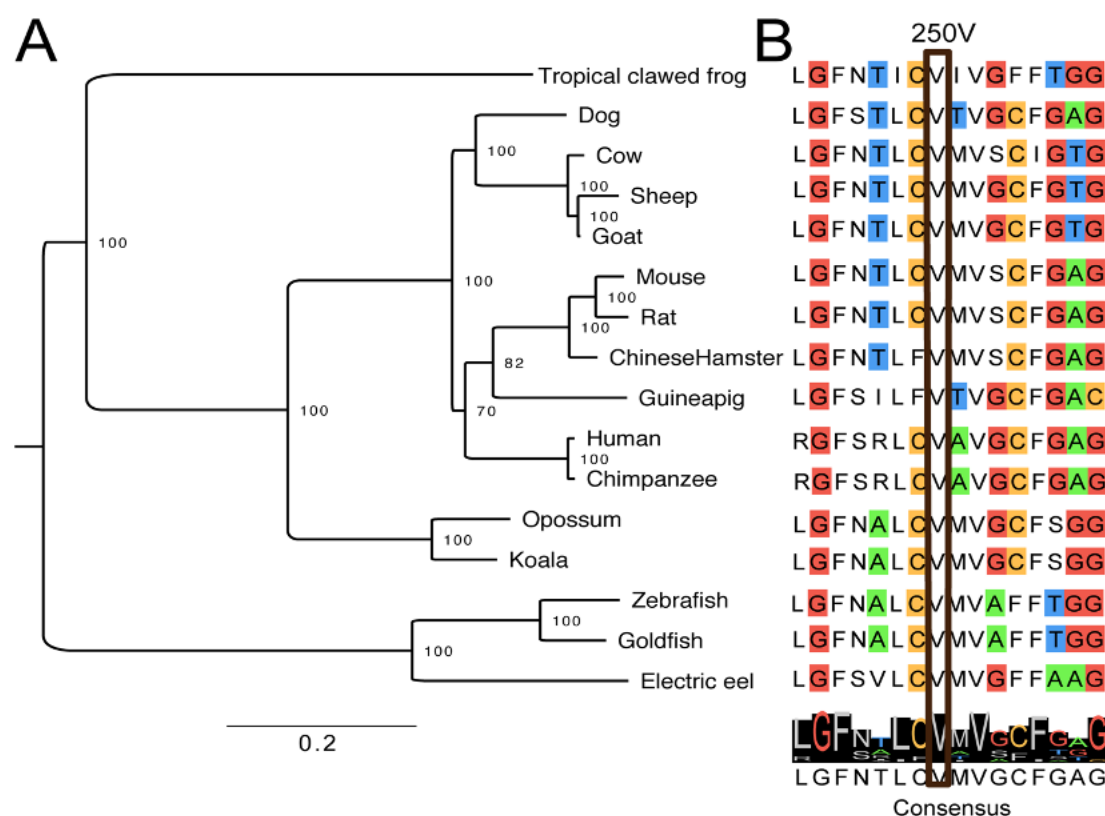 A
Tropical clawed frog
Dog
100
Cow
100
Sheep
100
Goat
100
100
Mouse
100
Rat
100
ChineseHamster
82
Guineapig
100
70
Human
100
Chimpanzee
Opossum
100
Koala
Zebrafish
100
Goldfish
100
Electric eel
0.2
B
250V
LGFNTICVIVGFFTGG
LGFSTLCVTVGCFGAG
LGFNTLCVMVSCIGTG
LGFNTLCVMVGCFGTG
LGFNTLCVMVGCFGTG
LGFNTLCVMVSCFGAG
LGFNTLCVMVSCFGAG
LGFNTLFVMVSCFGAG
LGFSILFVTVGCFGAC
RGFSRLCVAVGCFGAG
RGFSRLCVAVGCFGAG
LGFNALCVMVGCFSGG
LGFNALCVMVGCFSGG
LGFNALCVMVAFFTGG
LGFNALCVMVAFFTGG
LGFSVLCVMVGFFAAG
LGFNTLCVMVGCFGAG
LGFNTLCVMVGCFGAG
Consensus